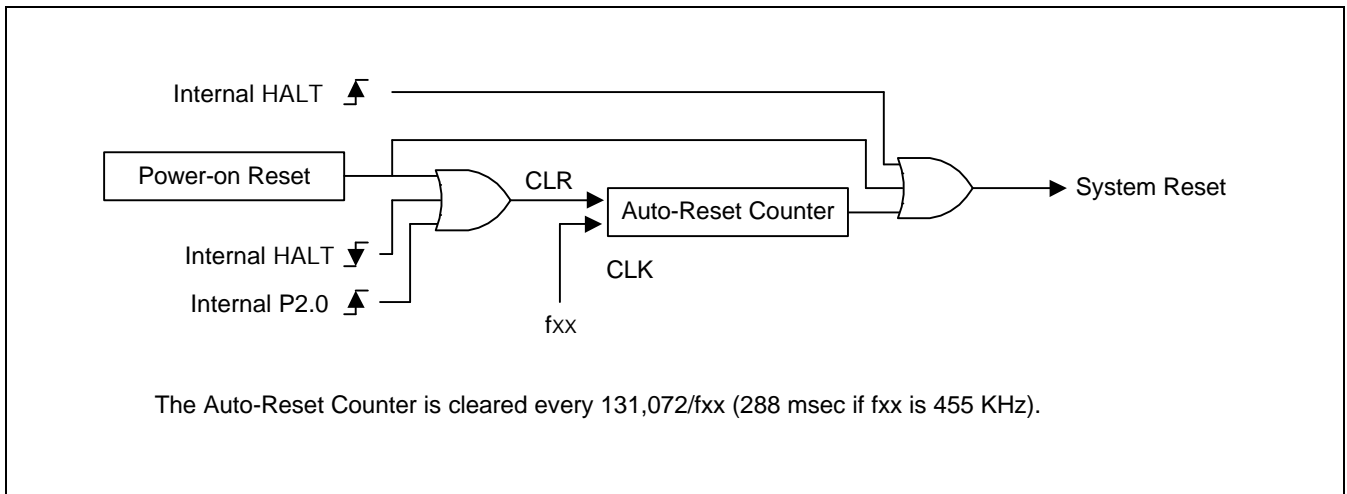 Internal HALT
Power-on Reset
CLR
Auto-Reset Counter
System Reset
Internal HALT
CLK
Internal P2.0
fxx
The Auto-Reset Counter is cleared every 131,072/fxx (288 msec if fxx is 455 KHz).